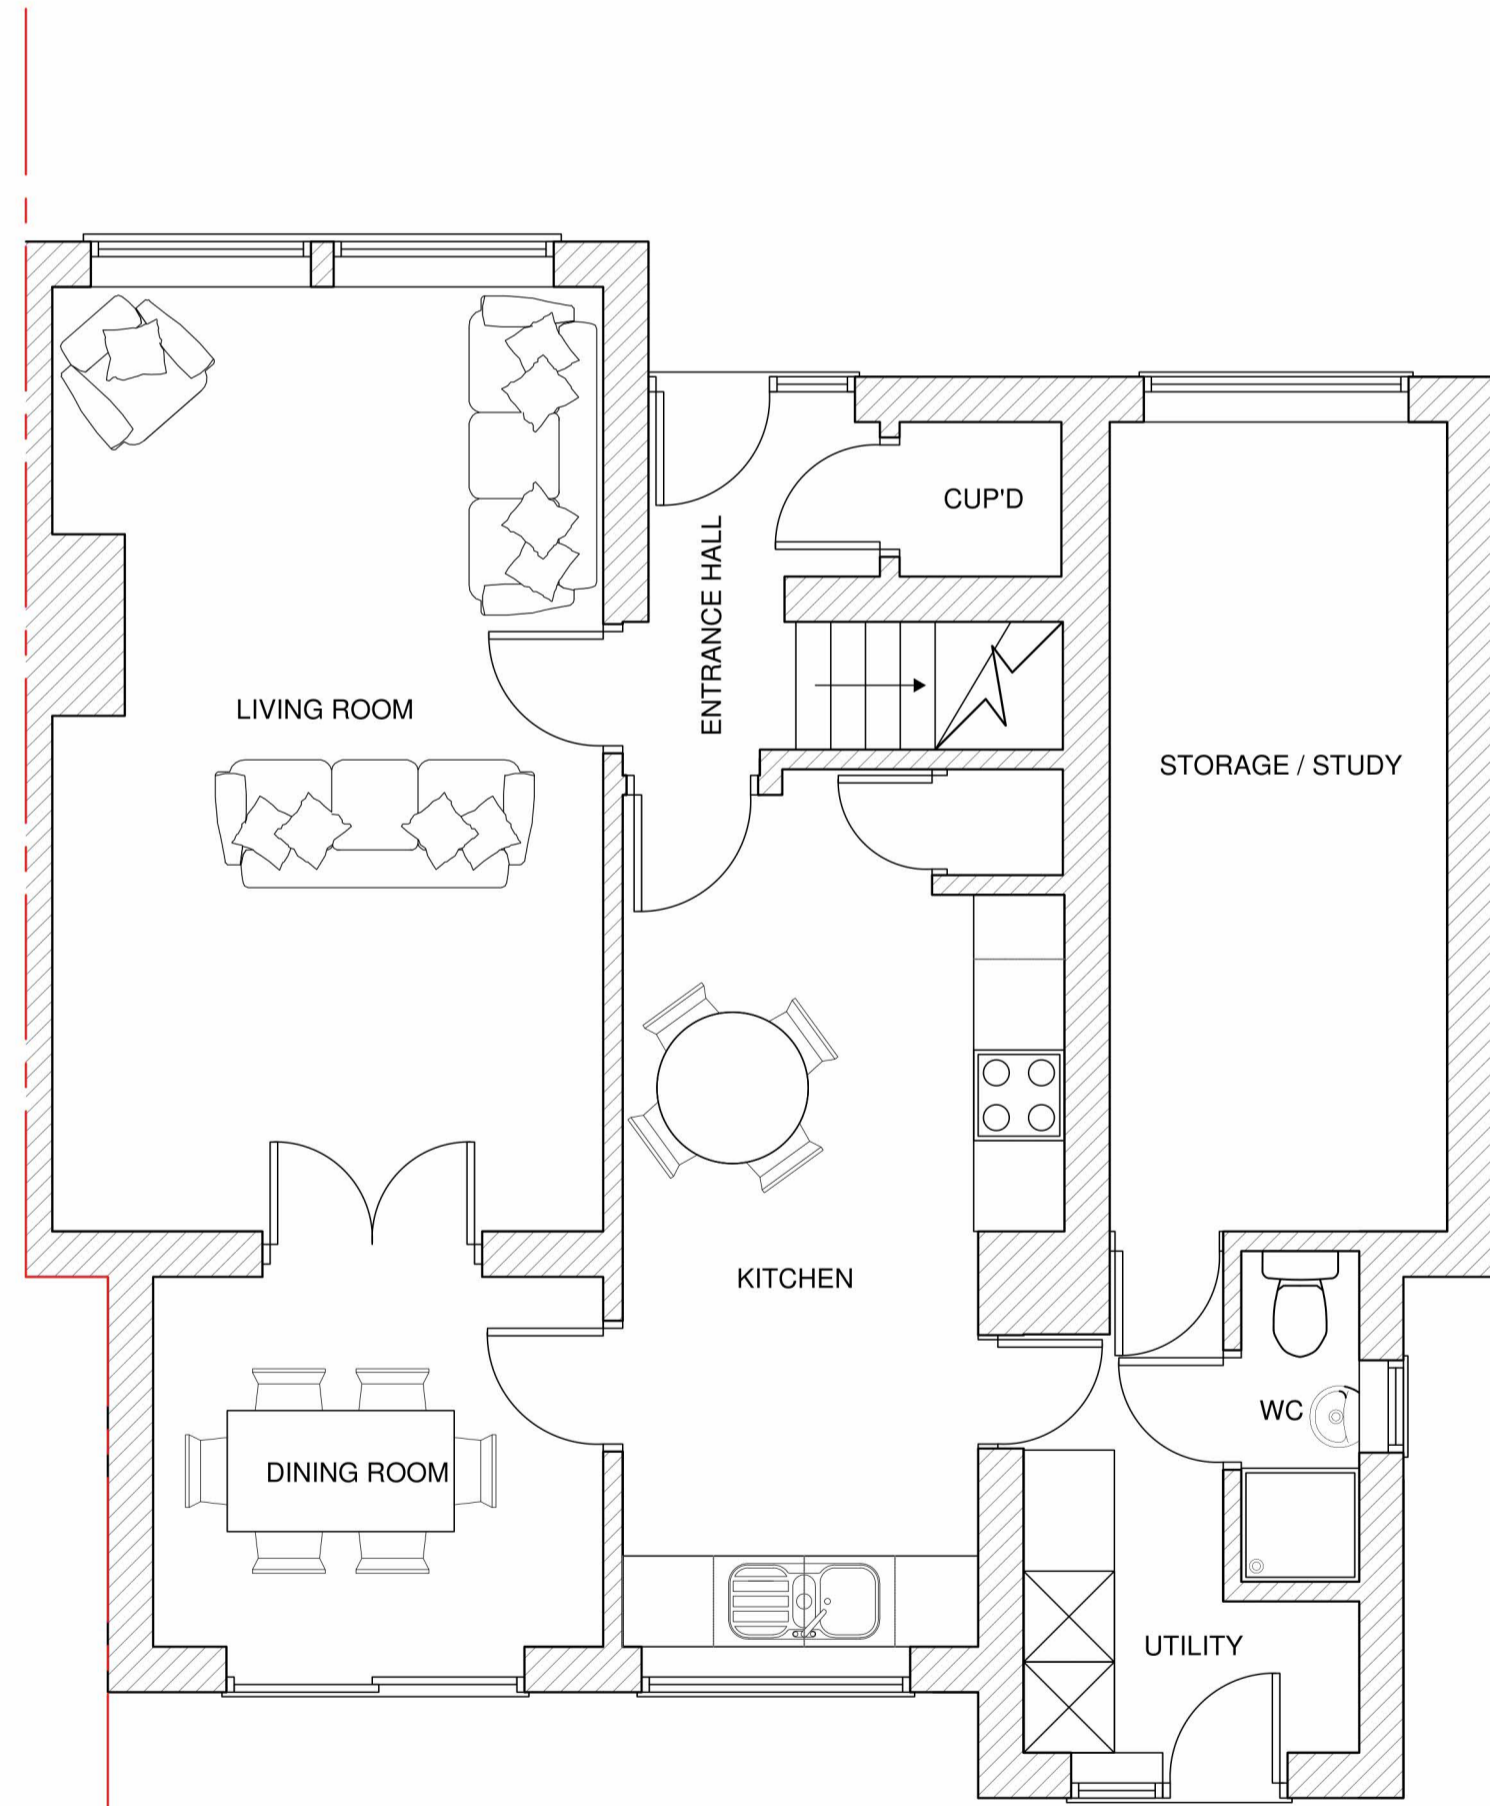 CUP'D
ENTRANCE HALL
LIVING ROOM
STORAGE / STUDY
KITCHEN
WC
DINING ROOM
UTILITY